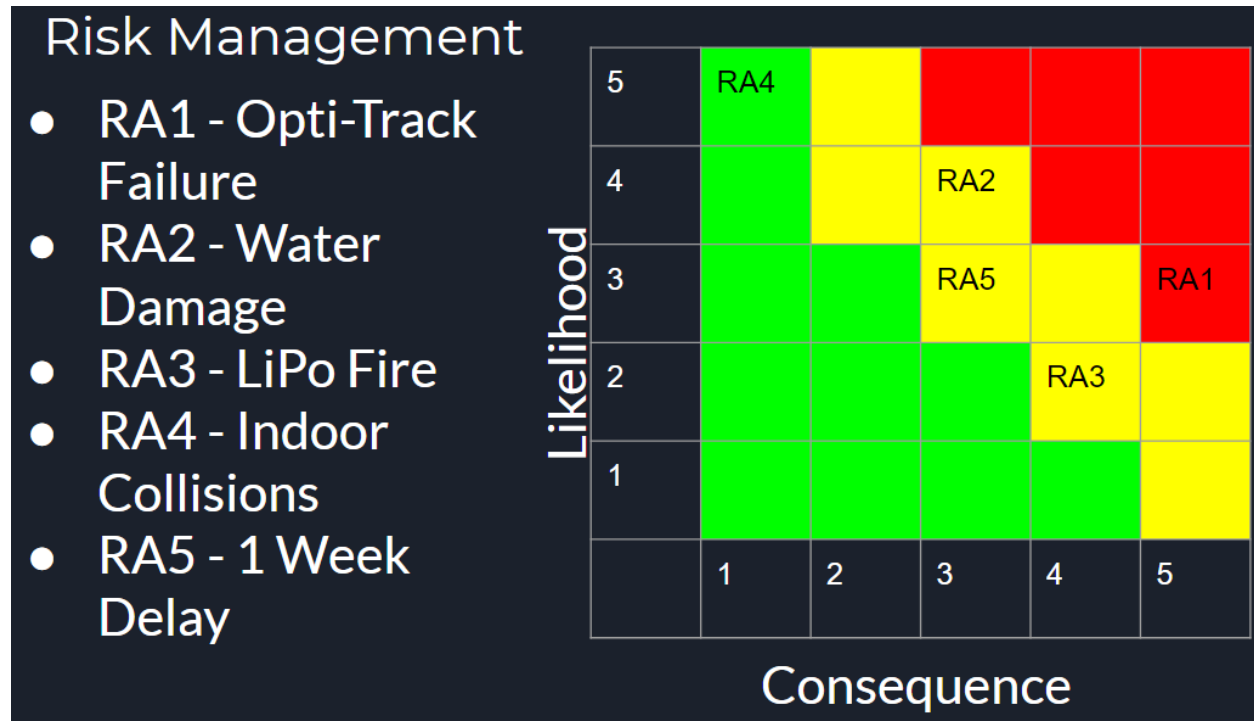 Risk Management
● RA1 - Opti-Track
Failure
● RA2 - Water
Damage
● RA3 - LiPo Fire
● RA4 - Indoor
Collisions
● RA5 - 1 Week
Delay
Likelihood
5 RA4
4 RA2
3 RA5 RA1
2 RA3
1
1 2 3 4 5
Consequence